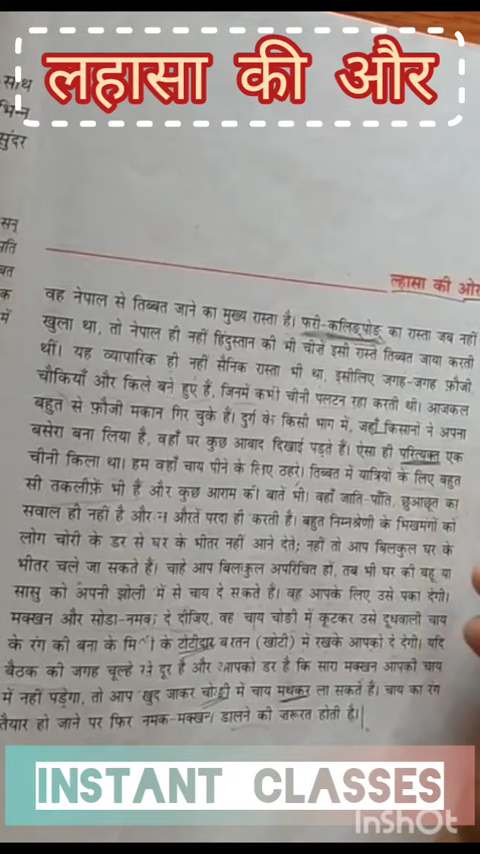 लहासा की और
साथ
भिन्न
सुंदर
सन्
बत
क
में
ल्हासा की ओर
वह नेपाल से तिब्बत जाने का मुख्य रास्ता है। फरी-कलिङ्पोङ् का रास्ता जब नहीं
खुला था, तो नेपाल ही नहीं हिंदुस्तान की भी चीजें इसी रास्ते तिब्बत जाया करती
थीं। यह व्यापारिक ही नहीं सैनिक रास्ता भी था, इसीलिए जगह-जगह फ़ौजी
चौकियाँ और किले बने हुए हैं, जिनमें कभी चीनी पलटन रहा करती थी। आजकल
बहुत से फ़ौजी मकान गिर चुके हैं। दुर्ग के किसी भाग में, जहाँ किसानों ने अपना
बसेरा बना लिया है, वहाँ घर कुछ आबाद दिखाई पड़ते हैं। ऐसा ही परित्यक्त एक
चीनी किला था। हम वहाँ चाय पीने के लिए ठहरे। तिब्बत में यात्रियों के लिए बहुत
सी तकलीफ़ें भी हैं और कुछ आराम की बातें भी। वहाँ जाति-पाँति, छुआछूत का
सवाल ही नहीं है और न औरतें परदा ही करती हैं। बहुत निम्नश्रेणी के भिखमंगों को
लोग चोरी के डर से घर के भीतर नहीं आने देते; नहीं तो आप बिलकुल घर के
भीतर चले जा सकते हैं। चाहे आप बिलकुल अपरिचित हों, तब भी घर की बहू या
सासु को अपनी झोली में से चाय दे सकते हैं। वह आपके लिए उसे पका देगी।
मक्खन और सोडा-नमक दे दीजिए, वह चाय चोङी में कूटकर उसे दूधवाली चाय
के रंग की बना के मिट्टी के टोटीदार बरतन (खोटी) में रखके आपको दे देगी। यदि
बैठक की जगह चूल्हे से दूर है और आपको डर है कि सारा मक्खन आपकी चाय
में नहीं पड़ेगा, तो आप खुद जाकर चोङी में चाय मथकर ला सकते हैं। चाय का रंग
तैयार हो जाने पर फिर नमक-मक्खन डालने की जरूरत होती है।
INSTANT CLASSES
InShOt